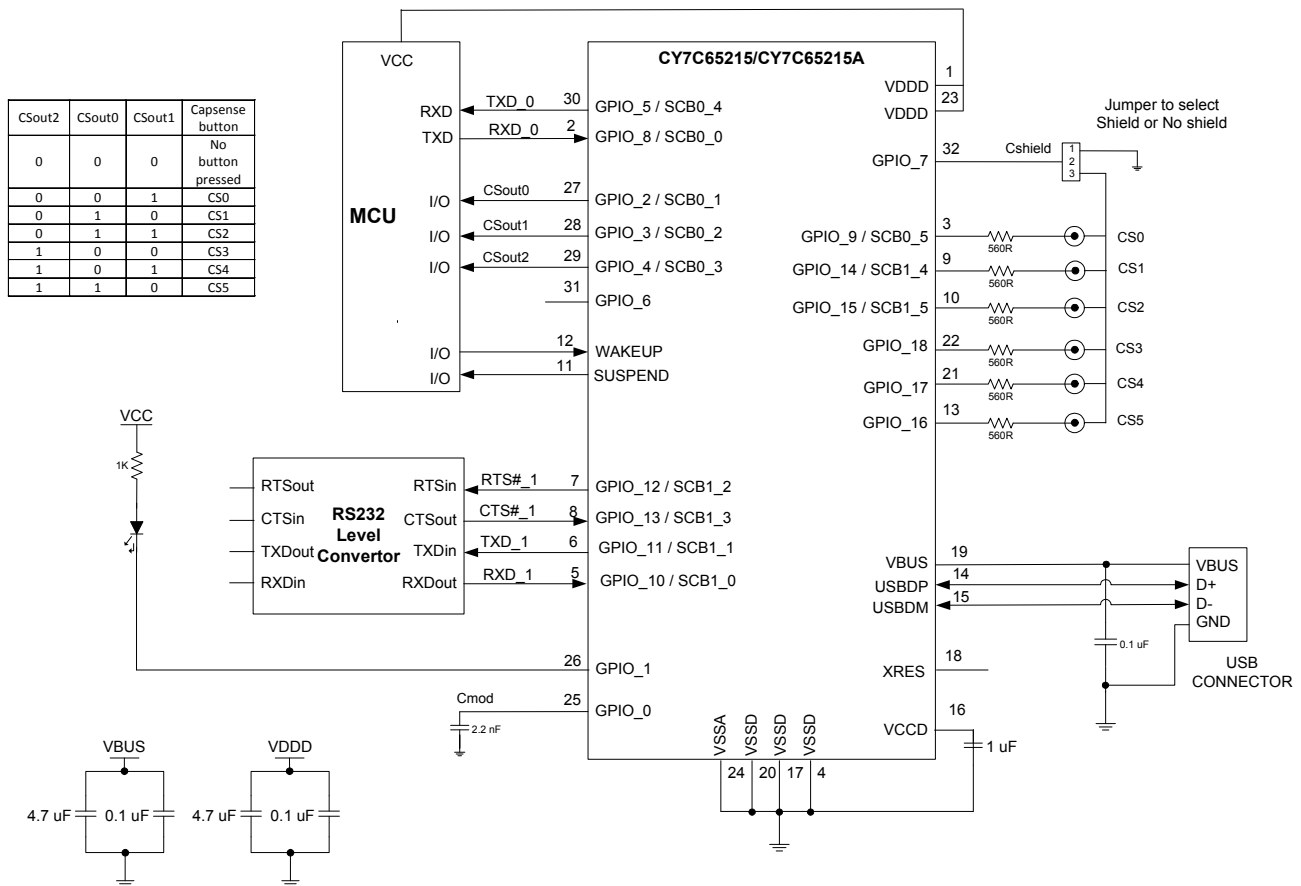 CY7C65215/CY7C65215A
VCC
MCU
RXD
TXD
I/O
I/O
I/O
I/O
I/O
TXD_0
RXD_0
CSout0
CSout1
CSout2
30
2
27
28
29
31
12
11
GPIO_5 / SCB0_4
GPIO_8 / SCB0_0
GPIO_2 / SCB0_1
GPIO_3 / SCB0_2
GPIO_4 / SCB0_3
GPIO_6
WAKEUP
SUSPEND
CSout2 CSout0 CSout1 Capsense
button
0 0 0 No
button
pressed
0 0 1 CS0
0 1 0 CS1
0 1 1 CS2
1 0 0 CS3
1 0 1 CS4
1 1 0 CS5
VDDD 1
VDDD 23
GPIO_7 32
Cshield
1
2
3
Jumper to select
Shield or No shield
GPIO_9 / SCB0_5 3 560R CS0
GPIO_14 / SCB1_4 9 560R CS1
GPIO_15 / SCB1_5 10 560R CS2
GPIO_18 22 560R CS3
GPIO_17 21 560R CS4
GPIO_16 13 560R CS5
VCC
1K
RS232
Level
Convertor
RTSout
CTSin
TXDout
RXDin
RTSin
CTSout
TXDin
RXDout
RTS#_1 7 GPIO_12 / SCB1_2
CTS#_1 8 GPIO_13 / SCB1_3
TXD_1 6 GPIO_11 / SCB1_1
RXD_1 5 GPIO_10 / SCB1_0
26 GPIO_1
Cmod 25 GPIO_0
2.2 nF
VBUS 19
USBDP 14
USBDM 15
XRES 18
VCCD 16
1 uF
0.1 uF
VBUS
D+
D-
GND
USB
CONNECTOR
VSSA
VSSD
VSSD
VSSD
24 20 17 4
VBUS
4.7 uF 0.1 uF
VDDD
4.7 uF 0.1 uF